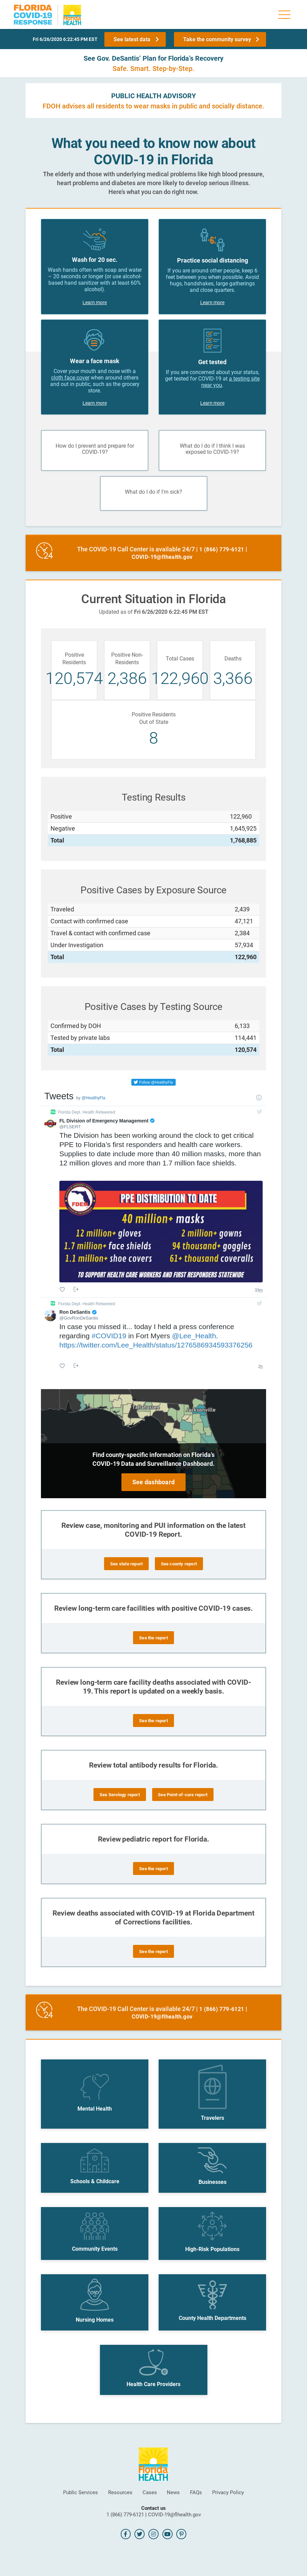 FLORIDA
COVID-19
RESPONSE
Florida
HEALTH
Fri 6/26/2020 6:22:45 PM EST
See latest data
Take the community survey
See Gov. DeSantis’ Plan for Florida's Recovery
Safe. Smart. Step-by-Step.
PUBLIC HEALTH ADVISORY
FDOH advises all residents to wear masks in public and socially distance.
What you need to know now about
COVID-19 in Florida
The elderly and those with underlying medical problems like high blood pressure,
heart problems and diabetes are more likely to develop serious illness.
Here's what you can do right now.
Wash for 20 sec.
Wash hands often with soap and water
– 20 seconds or longer (or use alcohol-
based hand sanitizer with at least 60%
alcohol).
Learn more
Practice social distancing
If you are around other people, keep 6
feet between you when possible. Avoid
hugs, handshakes, large gatherings
and close quarters.
Learn more
Wear a face mask
Cover your mouth and nose with a
cloth face cover when around others
and out in public, such as the grocery
store.
Learn more
Get tested
If you are concerned about your status,
get tested for COVID-19 at a testing site
near you.
Learn more
How do I prevent and prepare for
COVID-19?
What do I do if I think I was
exposed to COVID-19?
What do I do if I'm sick?
24
The COVID-19 Call Center is available 24/7 | 1 (866) 779-6121 |
COVID-19@flhealth.gov
Current Situation in Florida
Updated as of Fri 6/26/2020 6:22:45 PM EST
Positive
Residents
120,574
Positive Non-
Residents
2,386
Total Cases
122,960
Deaths
3,366
Positive Residents
Out of State
8
Testing Results
Positive 122,960
Negative 1,645,925
Total 1,768,885
Positive Cases by Exposure Source
Traveled 2,439
Contact with confirmed case 47,121
Travel & contact with confirmed case 2,384
Under Investigation 57,934
Total 122,960
Positive Cases by Testing Source
Confirmed by DOH 6,133
Tested by private labs 114,441
Total 120,574
Follow @HealthyFla
Tweets by @HealthyFla
Florida Dept. Health Retweeted
FL Division of Emergency Management
@FLSERT
The Division has been working around the clock to get critical
PPE to Florida's first responders and health care workers.
Supplies to date include more than 40 million masks, more than
12 million gloves and more than 1.7 million face shields.
FDEM
PPE DISTRIBUTION TO DATE
40 million+ masks
12 million+ gloves 94 thousand+ goggles
1.7 million+ face shields 61 thousand+ coveralls
1.1 million+ shoe covers
TO SUPPORT HEALTH CARE WORKERS AND FIRST RESPONDERS STATEWIDE
Florida Dept. Health Retweeted
Ron DeSantis
@GovRonDeSantis
In case you missed it... today I held a press conference
regarding #COVID19 in Fort Myers @Lee_Health.
https://twitter.com/Lee_Health/status/1276586934593376256
Tallahassee
Jacksonville
Find county-specific information on Florida's
COVID-19 Data and Surveillance Dashboard.
See dashboard
Review case, monitoring and PUI information on the latest
COVID-19 Report.
See state report
See county report
Review long-term care facilities with positive COVID-19 cases.
See the report
Review long-term care facility deaths associated with COVID-
19. This report is updated on a weekly basis.
See the report
Review total antibody results for Florida.
See Serology report
See Point-of-care report
Review pediatric report for Florida.
See the report
Review deaths associated with COVID-19 at Florida Department
of Corrections facilities.
See the report
24
The COVID-19 Call Center is available 24/7 | 1 (866) 779-6121 |
COVID-19@flhealth.gov
Mental Health
Travelers
Schools & Childcare
Businesses
Community Events
High-Risk Populations
Nursing Homes
County Health Departments
Health Care Providers
Florida
HEALTH
Public Services Resources Cases News FAQs Privacy Policy
Contact us
1 (866) 779-6121 | COVID-19@flhealth.gov